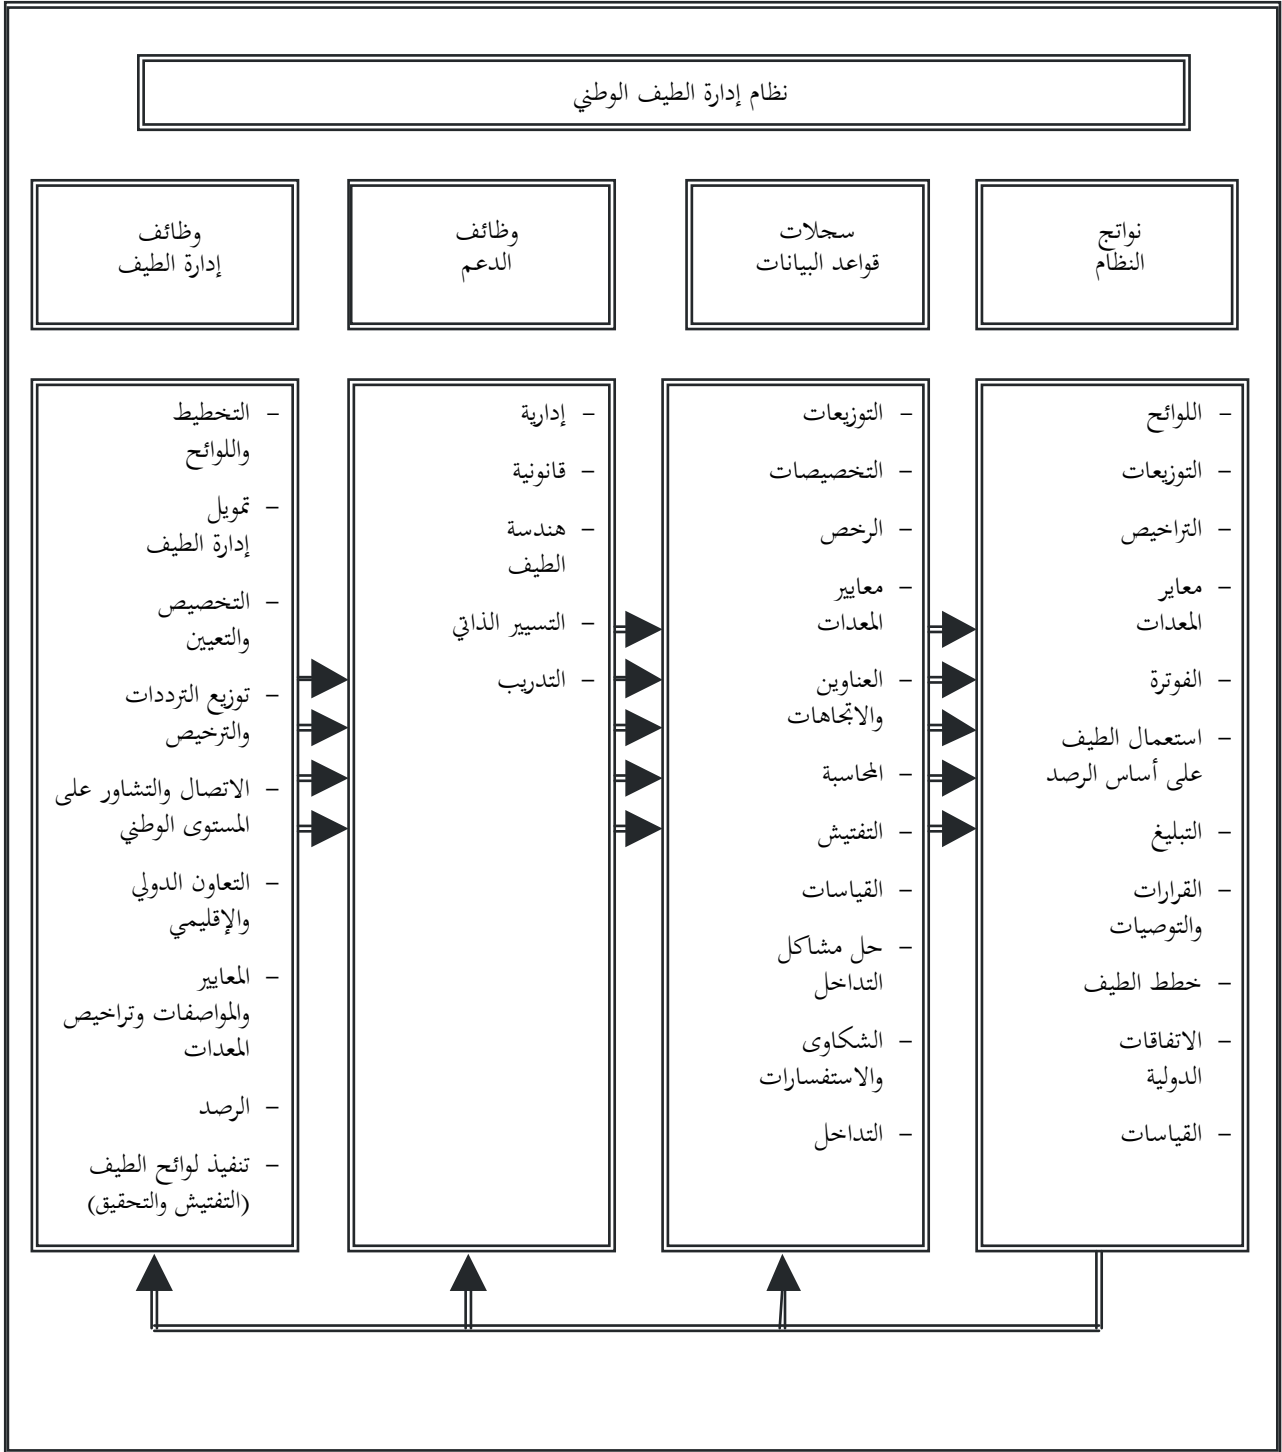 نظام إدارة الطيف الوطني
وظائف
إدارة الطيف
وظائف
الدعم
سجلات
قواعد البيانات
نواتج
النظام
– التخطيط
واللوائح
– تمويل
إدارة الطيف
– التخصيص
والتعيين
– توزيع الترددات
والترخيص
– الاتصال والتشاور على
المستوى الوطني
– التعاون الدولي
والإقليمي
– المعايير
والمواصفات وتراخيص
المعدات
– الرصد
– تنفيذ لوائح الطيف
(التفتيش والتحقيق)
– إدارية
– قانونية
– هندسة
الطيف
– التسيير الذاتي
– التدريب
– التوزيعات
– التخصيصات
– الرخص
– معايير
المعدات
– العناوين
والاتجاهات
– المحاسبة
– التفتيش
– القياسات
– حل مشاكل
التداخل
– الشكاوى
والاستفسارات
– التداخل
– اللوائح
– التوزيعات
– التراخيص
– معاير
المعدات
– الفوترة
– استعمال الطيف
على أساس الرصد
– التبليغ
– القرارات
والتوصيات
– خطط الطيف
– الاتفاقات
الدولية
– القياسات